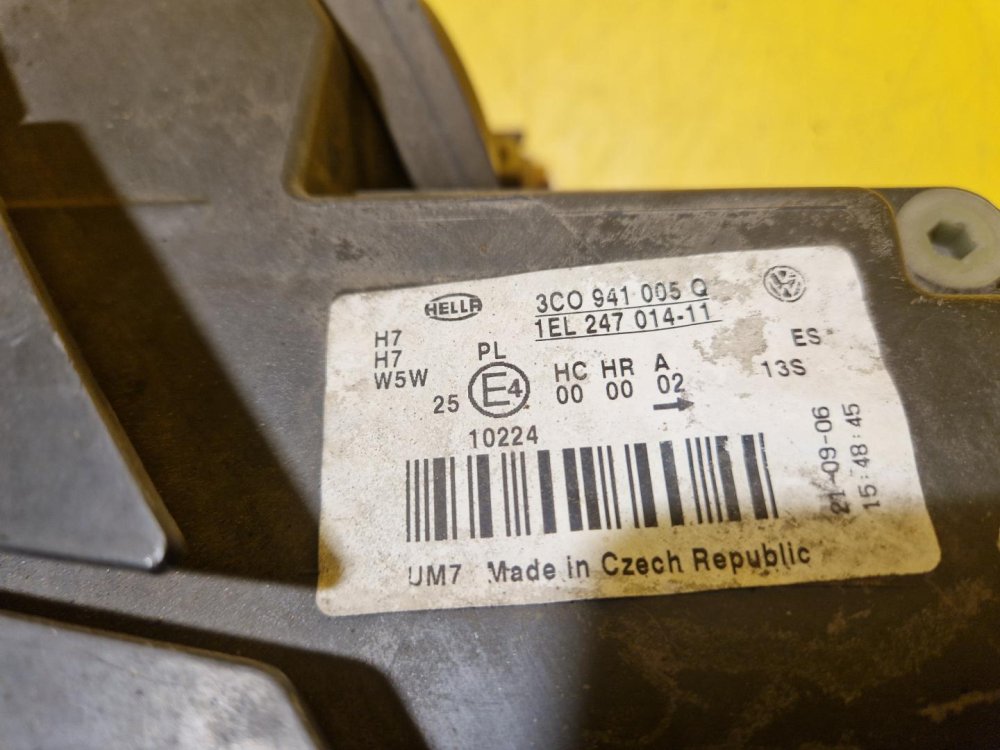 HELLA
3C0 941 005 Q
1EL 247 014-11
VW
H7
H7
W5W
PL
25
E4
10224
HC HR A
00 00 02
→
ES
13S
21-09-06
15:48:45
UM7 Made in Czech Republic